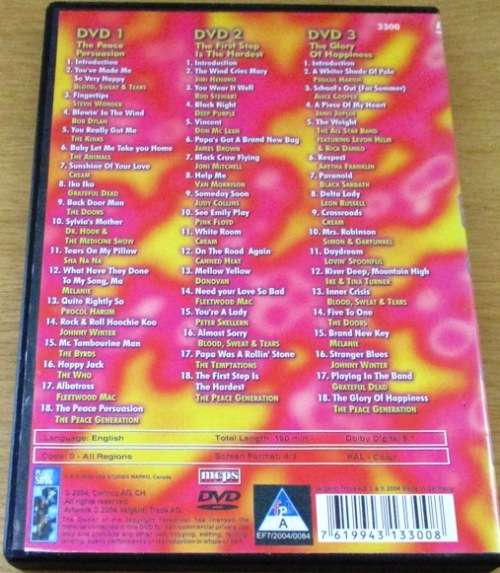 3300
DVD 1
The Peace
Persuasion
1. Introduction
2. You've Made Me
So Very Happy
Blood, Sweat & Tears
3. Fingertips
Stevie Wonder
4. Blowin' In The Wind
Bob Dylan
5. You Really Got Me
The Kinks
6. Baby Let Me Take you Home
The Animals
7. Sunshine Of Your Love
Cream
8. Iko Iko
Grateful Dead
9. Back Door Man
The Doors
10. Sylvia's Mother
Dr. Hook &
The Medicine Show
11. Tears On My Pillow
Sha Na Na
12. What Have They Done
To My Song, Ma
Melanie
13. Quite Rightly So
Procol Harum
14. Rock & Roll Hoochie Koo
Johnny Winter
15. Mr. Tambourine Man
The Byrds
16. Happy Jack
The Who
17. Albatross
Fleetwood Mac
18. The Peace Persuasion
The Peace Generation
DVD 2
The First Step
Is The Hardest
1. Introduction
2. The Wind Cries Mary
Jimi Hendrix
3. You Wear It Well
Rod Stewart
4. Black Night
Deep Purple
5. Vincent
Don Mc Lean
6. Papa's Got A Brand New Bag
James Brown
7. Black Crow Flying
Joni Mitchell
8. Help Me
Van Morrison
9. Someday Soon
Judy Collins
10. See Emily Play
Pink Floyd
11. White Room
Cream
12. On The Road Again
Canned Heat
13. Mellow Yellow
Donovan
14. Need your Love So Bad
Fleetwood Mac
15. You're A Lady
Peter Skellern
16. Almost Sorry
Blood, Sweat & Tears
17. Papa Was A Rollin' Stone
The Temptations
18. The First Step Is
The Hardest
The Peace Generation
DVD 3
The Glory
Of Happiness
1. Introduction
2. A Whiter Shade Of Pale
Procol Harum
3. School's Out (For Summer)
Alice Cooper
4. A Piece Of My Heart
Janis Joplin
5. The Weight
The All Star Band
Featuring Levon Helm
& Rick Danko
6. Respect
Aretha Franklin
7. Paranoid
Black Sabbath
8. Delta Lady
Leon Russell
9. Crossroads
Cream
10. Mrs. Robinson
Simon & Garfunkel
11. Daydream
Lovin' Spoonful
12. River Deep, Mountain High
Ike & Tina Turner
13. Inner Crisis
Blood, Sweat & Tears
14. Five To One
The Doors
15. Brand New Key
Melanie
16. Stranger Blues
Johnny Winter
17. Playing In The Band
Grateful Dead
18. The Glory Of Happiness
The Peace Generation
Language: English Total Length: 190 min Dolby Digital 5.1
Code: 0 - All Regions Screen Format: 4:3 PAL - Color
mcps
DVD
© 2004, CH
All rights reserved.
Artwork © 2004
A
EF7/2004/0084
7 619943 133008